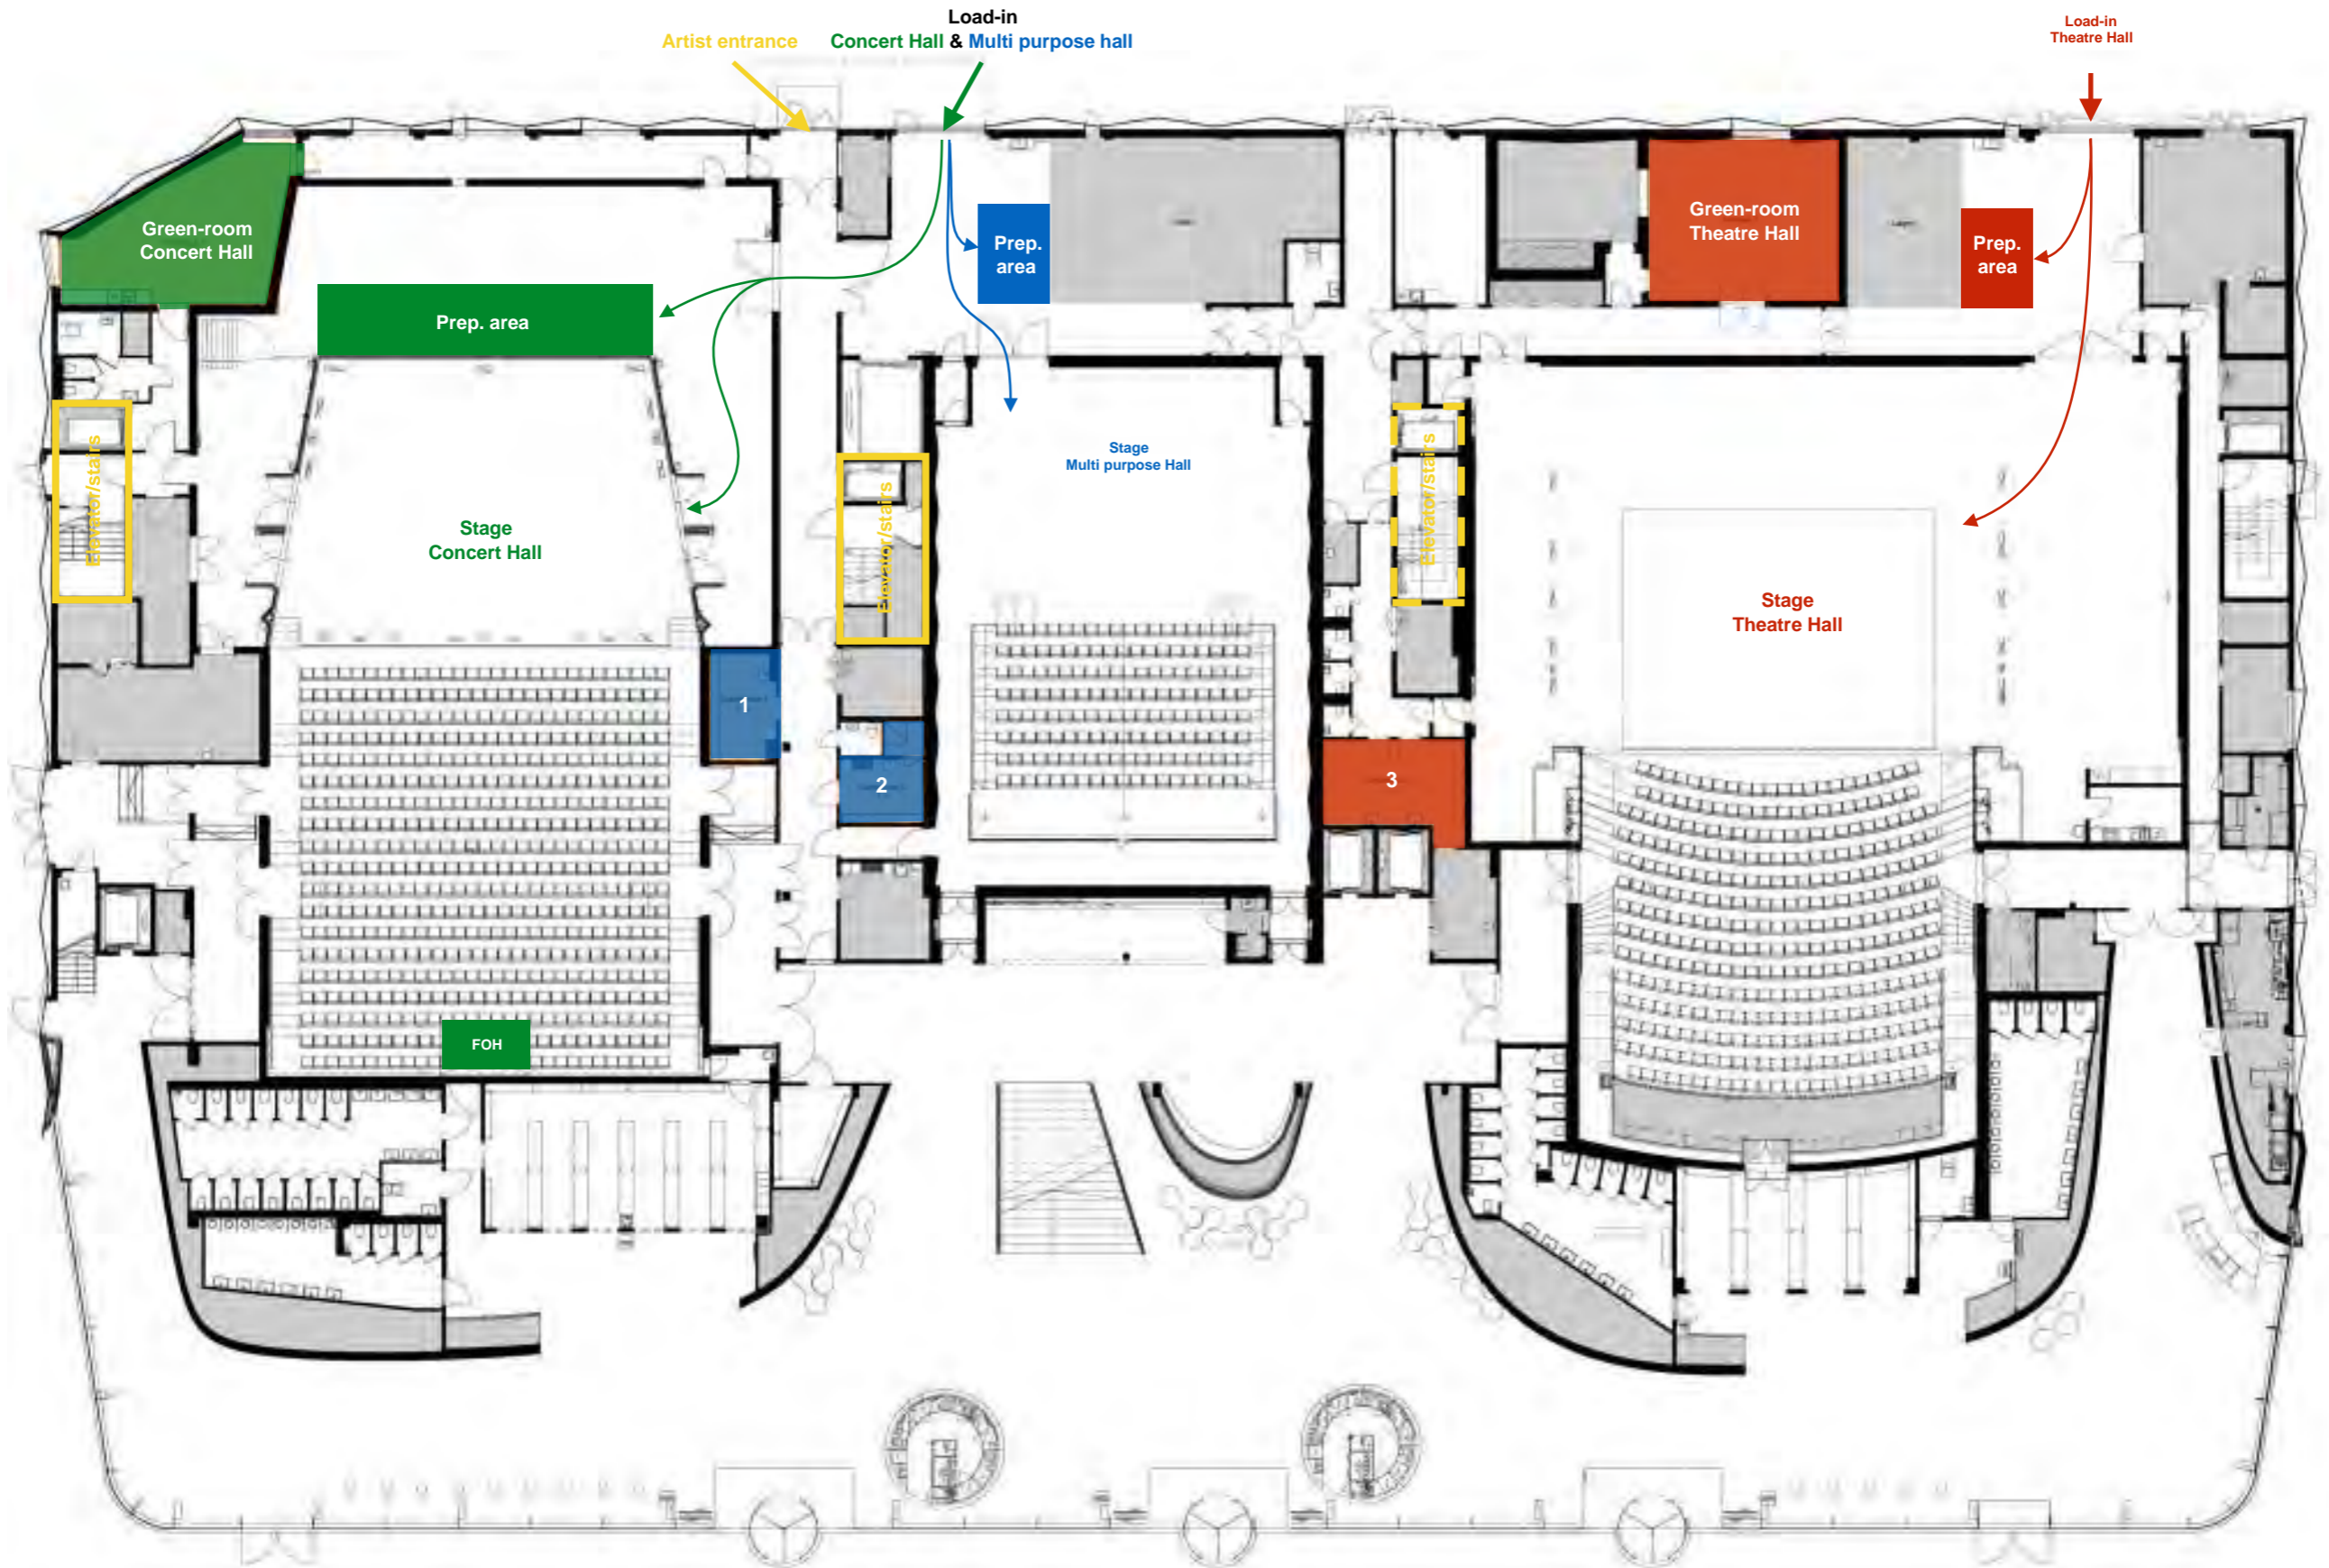 Load-in
Artist entrance
Concert Hall & Multi purpose hall
Load-in
Theatre Hall
Green-room
Concert Hall
Prep.
area
Green-room
Theatre Hall
Prep.
area
Prep. area
Elevator/stairs
Stage
Concert Hall
Elevator/stairs
Stage
Multi purpose Hall
Elevator/stairs
Stage
Theatre Hall
1
2
3
FOH